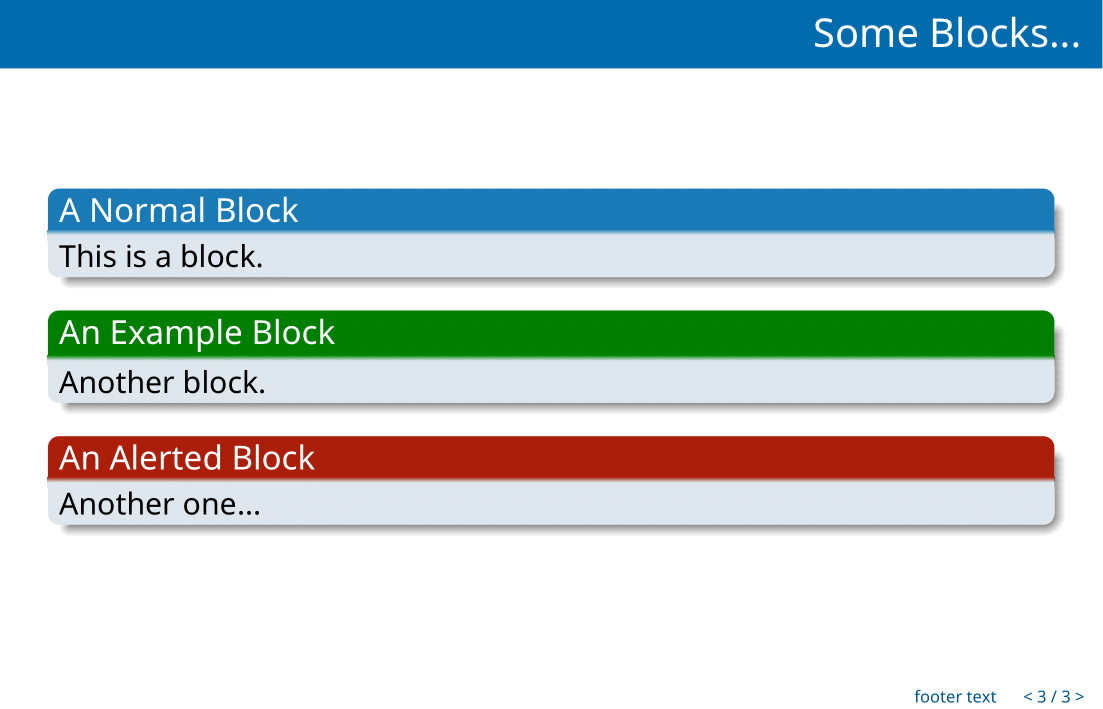 Some Blocks...
A Normal Block
This is a block.
An Example Block
Another block.
An Alerted Block
Another one...
footer text < 3 / 3 >